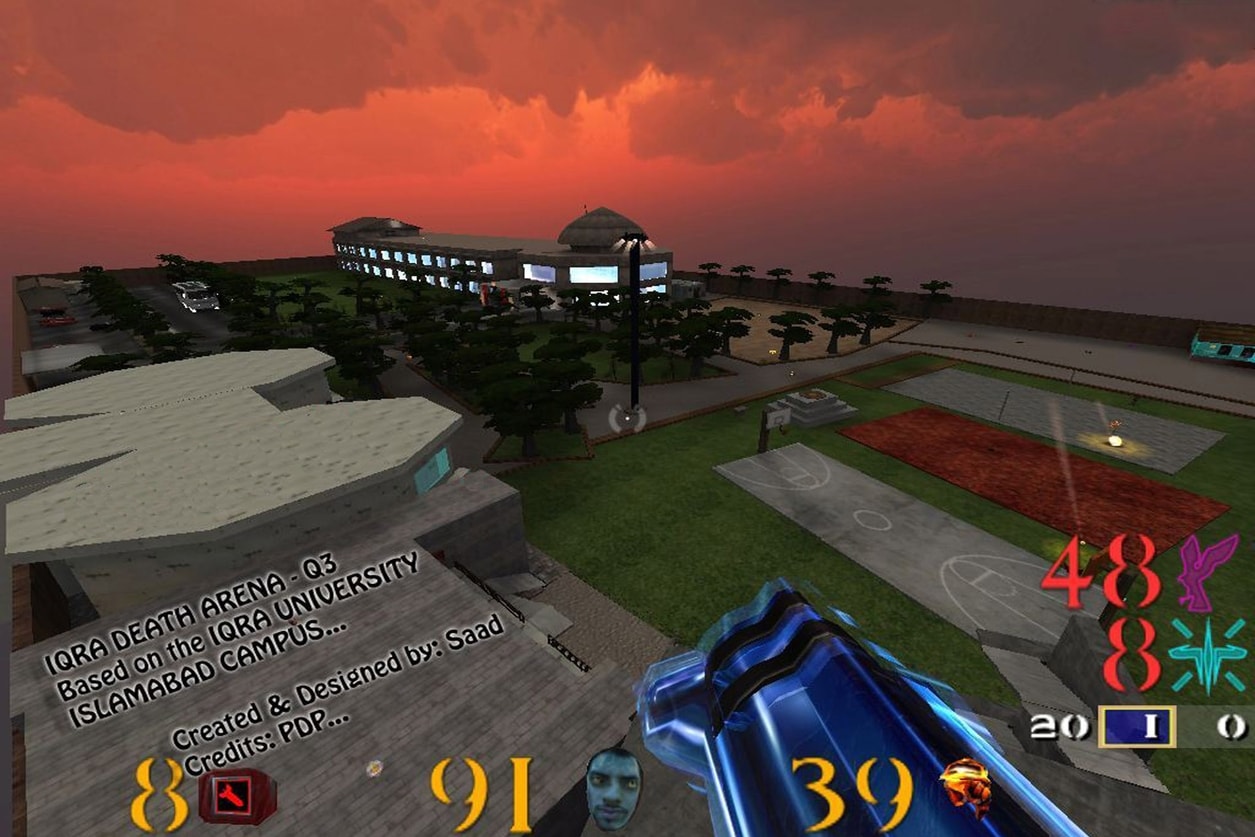 IQRA DEATH ARENA - Q3
Based on the IQRA UNIVERSITY
ISLAMABAD CAMPUS...
Created & Designed by: Saad
Credits: PDP...
48
8
20 1 0
8 91 39